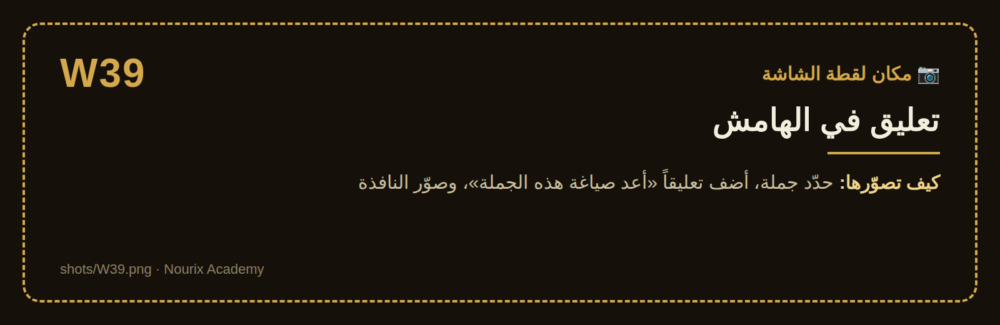 W39
📷 مكان لقطة الشاشة
تعليق في الهامش
كيف تصوّرها: حدّد جملة، أضف تعليقاً «أعد صياغة هذه الجملة»، وصوّر النافذة
shots/W39.png · Nourix Academy